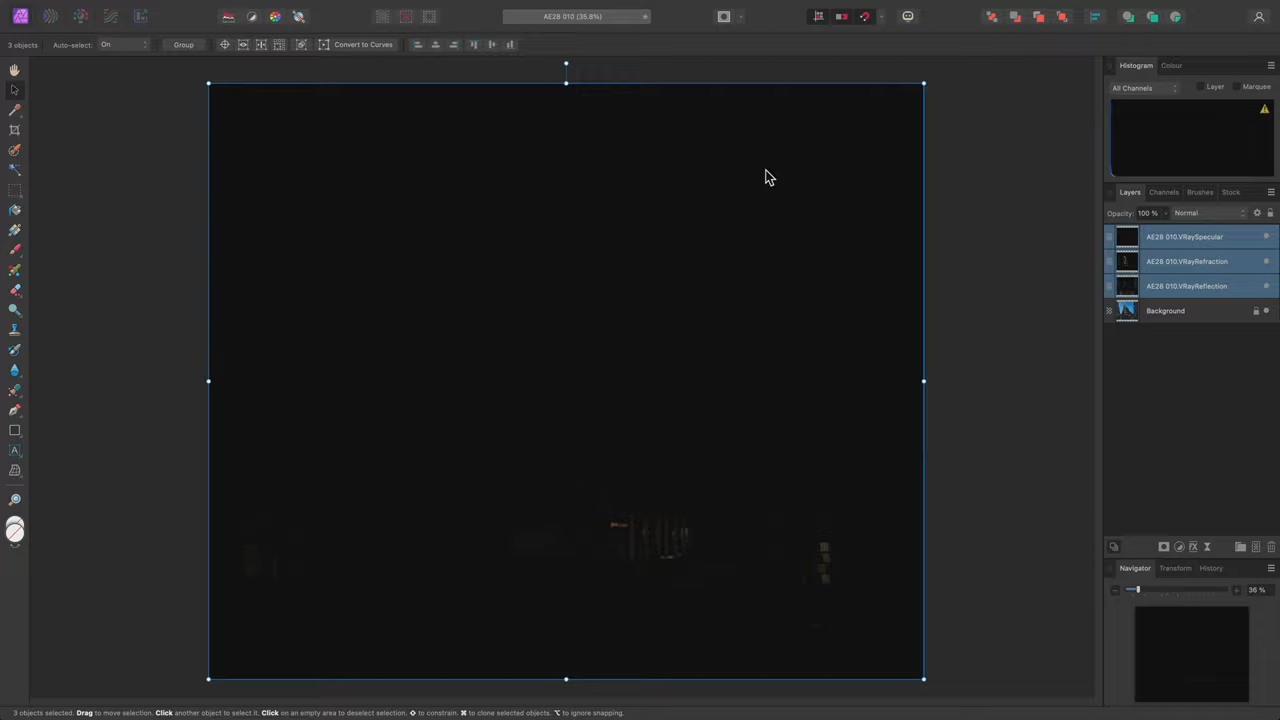 AE28 010 (35.8%)
3 objects
Auto-select:
On
Group
Convert to Curves
Histogram
Colour
All Channels
Layer
Marquee
Layers
Channels
Brushes
Stock
Opacity:
100 %
Normal
AE28 010.VRaySpecular
AE28 010.VRayRefraction
AE28 010.VRayReflection
Background
Navigator
Transform
History
36 %
3 objects selected. Drag to move selection. Click another object to select it. Click on an empty area to deselect selection. ◇ to constrain. ⌘ to clone selected objects. ⌥ to ignore snapping.